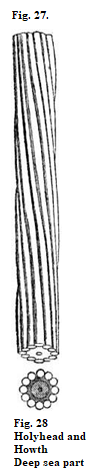 Fig. 27.
Fig. 28
Holyhead and
Howth
Deep sea part